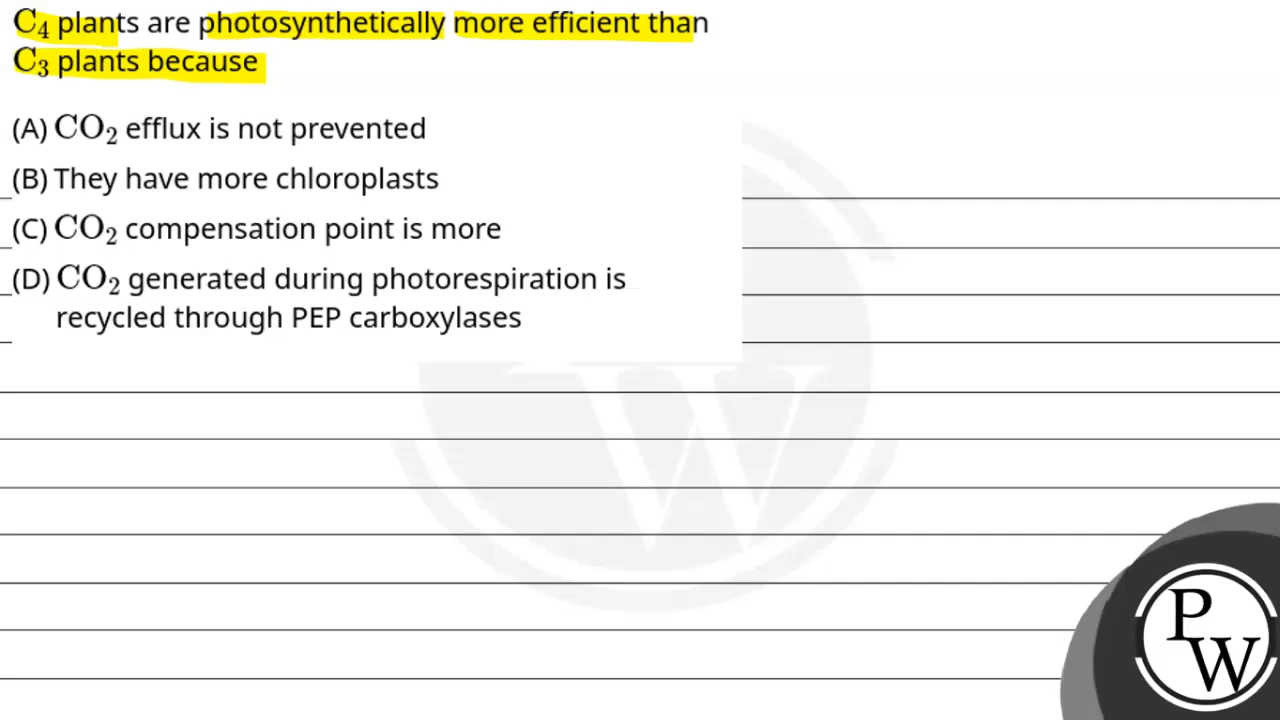 C₄ plants are photosynthetically more efficient than
C₃ plants because
(A) CO₂ efflux is not prevented
(B) They have more chloroplasts
(C) CO₂ compensation point is more
(D) CO₂ generated during photorespiration is
recycled through PEP carboxylases
W
P
W